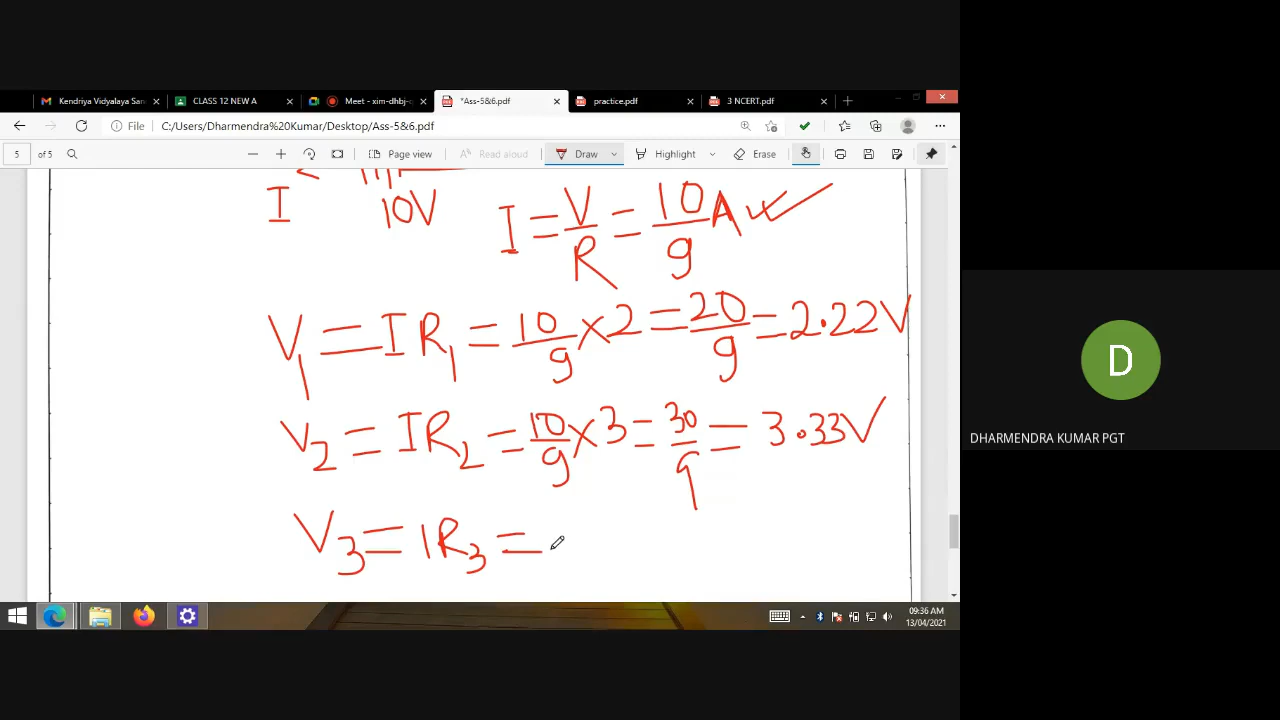 Kendriya Vidyalaya San
CLASS 12 NEW A
Meet - xim-dhbj-c
*Ass-5&6.pdf
practice.pdf
3 NCERT.pdf
File
C:/Users/Dharmendra%20Kumar/Desktop/Ass-5&6.pdf
5 of 5
Page view
Read aloud
Draw
Highlight
Erase
I 10V
I = V/R = 10/9 A
V1 = IR1 = 10/9 × 2 = 20/9 = 2.22V
V2 = IR2 = 10/9 × 3 = 30/9 = 3.33V
V3 = IR3 =
D
DHARMENDRA KUMAR PGT
09:36 AM
13/04/2021